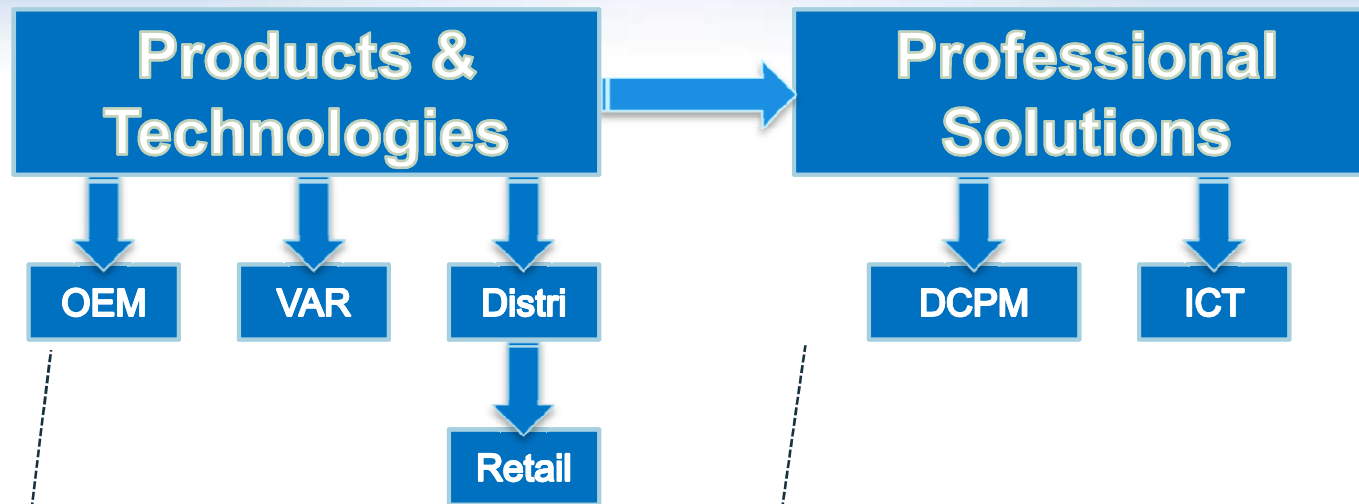 Products &
Technologies
Professional
Solutions
OEM
VAR
Distri
DCPM
ICT
Retail